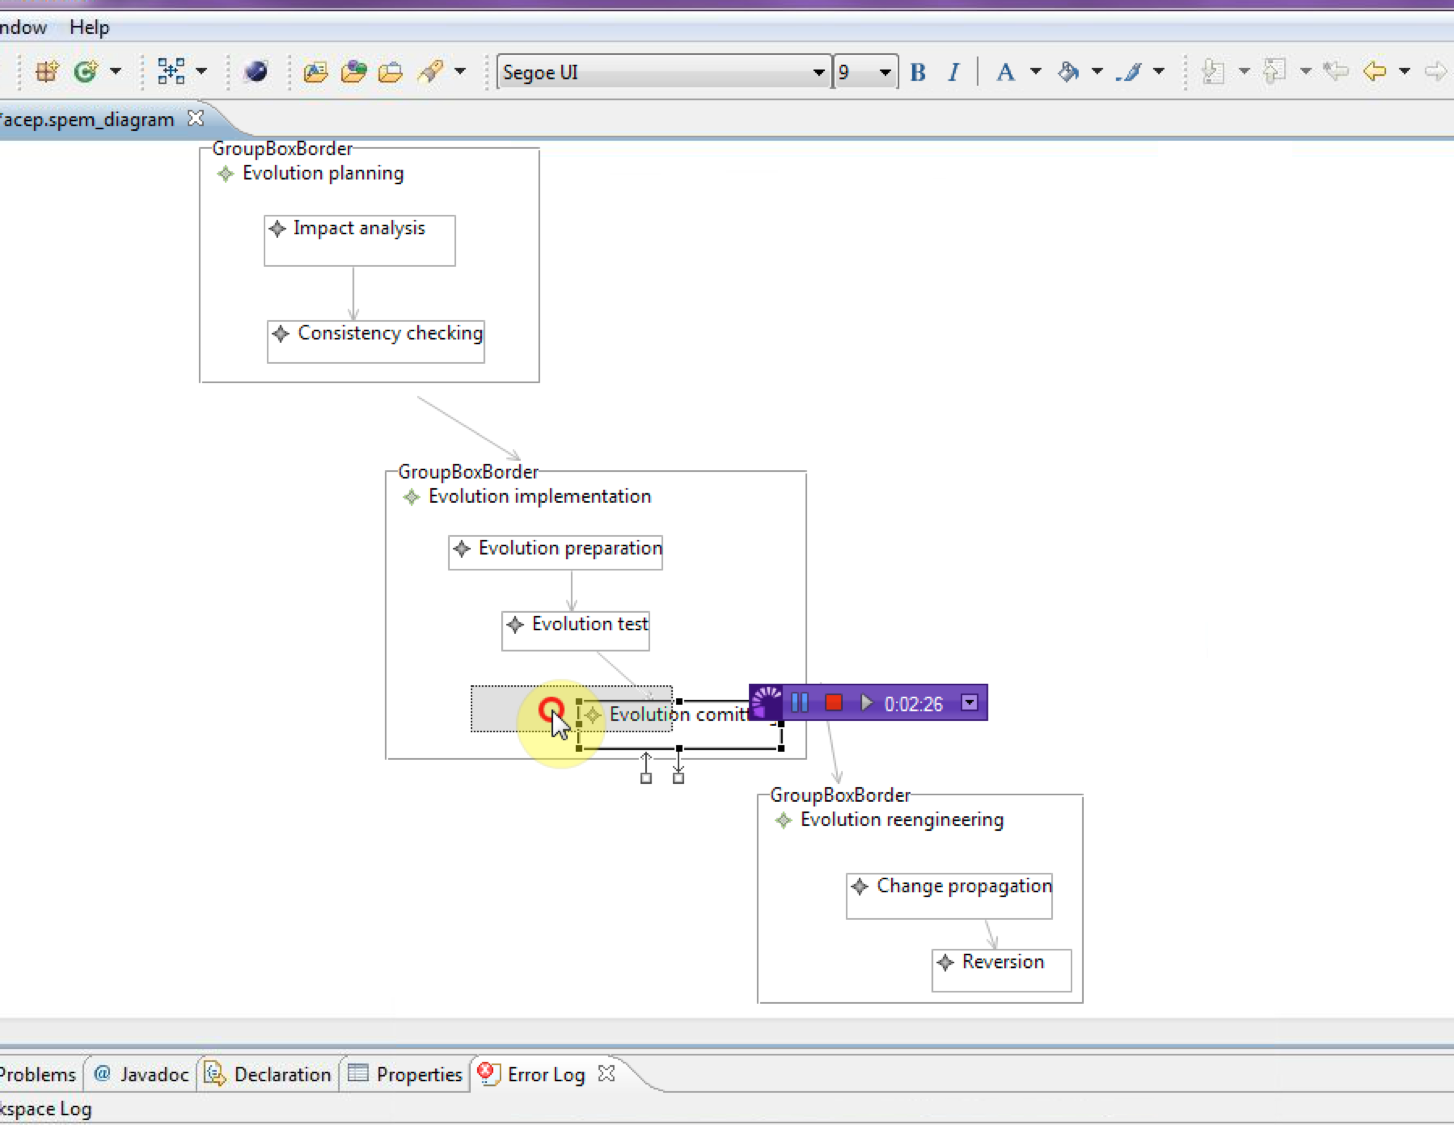 ndow Help
Segoe UI 9 B I A
*acep.spem_diagram
GroupBoxBorder
Evolution planning
Impact analysis
Consistency checking
GroupBoxBorder
Evolution implementation
Evolution preparation
Evolution test
Evolution comitt
0:02:26
GroupBoxBorder
Evolution reengineering
Change propagation
Reversion
Problems @ Javadoc Declaration Properties Error Log
kspace Log